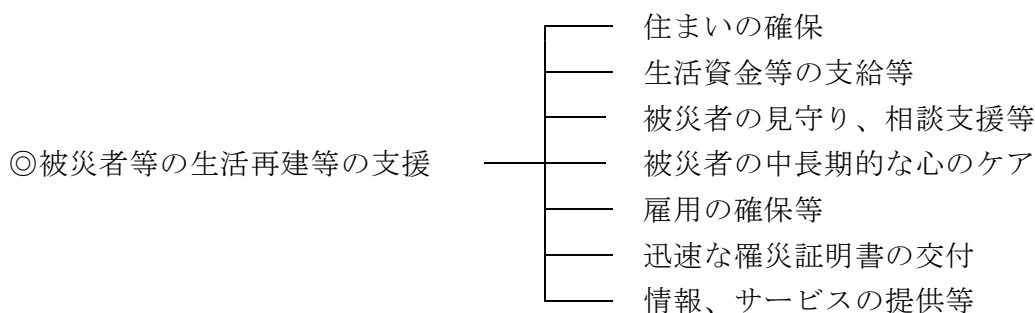 住まいの確保
生活資金等の支給等
被災者の見守り、相談支援等
◎被災者等の生活再建等の支援
被災者の中長期的な心のケア
雇用の確保等
迅速な罹災証明書の交付
情報、サービスの提供等